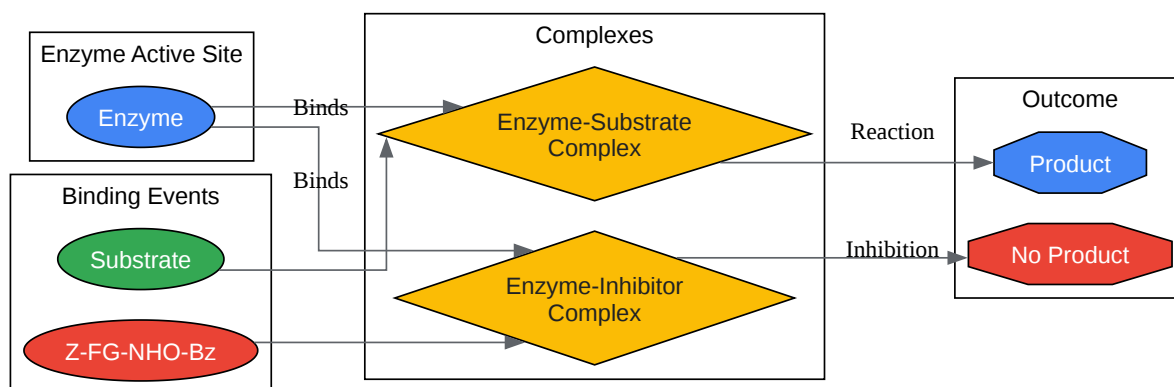 Enzyme Active Site
Enzyme
Binding Events
Substrate
Z-FG-NHO-Bz
Binds
Binds
Complexes
Enzyme-Substrate
Complex
Enzyme-Inhibitor
Complex
Reaction
Inhibition
Outcome
Product
No Product